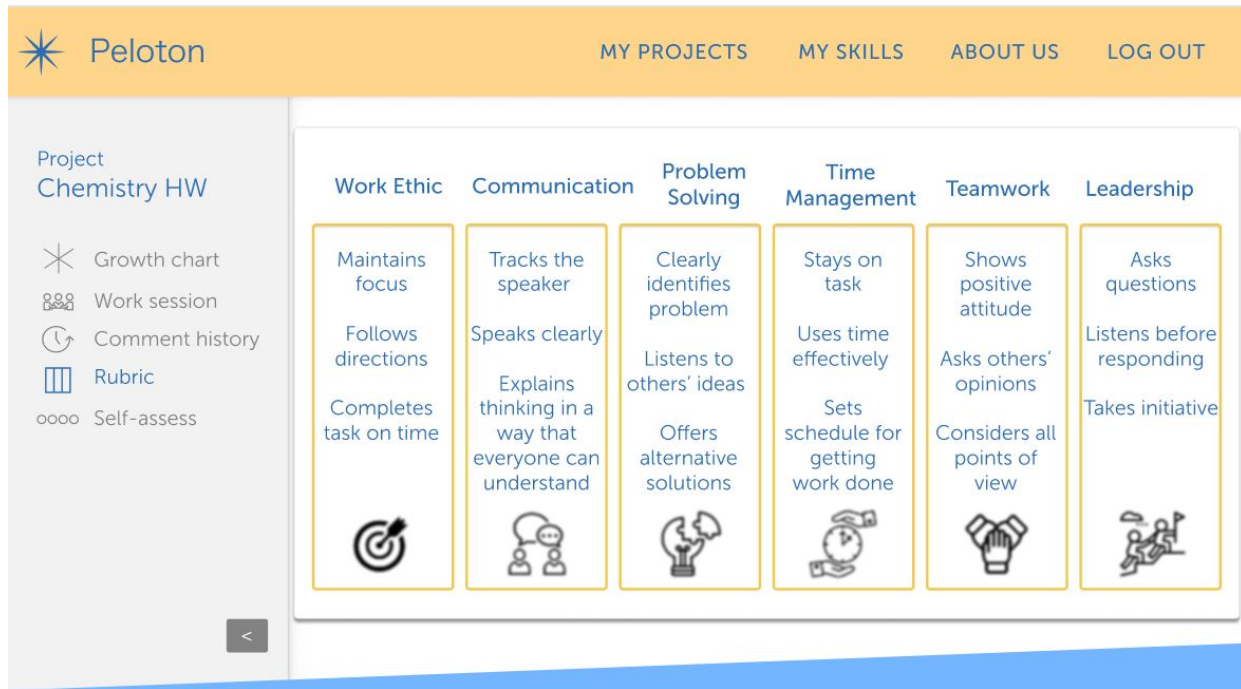 Peloton
MY PROJECTS MY SKILLS ABOUT US LOG OUT
Project
Chemistry HW
Growth chart
Work session
Comment history
Rubric
Self-assess
<
Work Ethic
Maintains
focus
Follows
directions
Completes
task on time
Communication
Tracks the
speaker
Speaks clearly
Explains
thinking in a
way that
everyone can
understand
Problem
Solving
Clearly
identifies
problem
Listens to
others’ ideas
Offers
alternative
solutions
Time
Management
Stays on
task
Uses time
effectively
Sets
schedule for
getting
work done
Teamwork
Shows
positive
attitude
Asks others’
opinions
Considers all
points of
view
Leadership
Asks
questions
Listens before
responding
Takes initiative